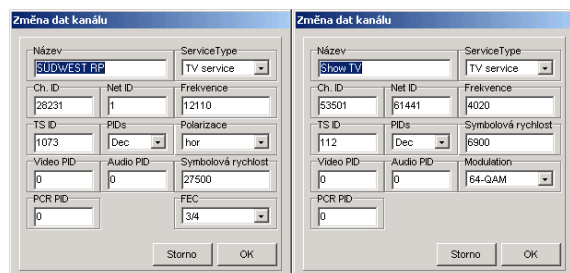 Změna dat kanálu
Název
ServiceType
SÜDWEST RP
TV service
Ch. ID
Net ID
Frekvence
28231
1
12110
TS ID
PIDs
Polarizace
1073
Dec
hor
Video PID
Audio PID
Symbolová rychlost
0
0
27500
PCR PID
FEC
0
3/4
Storno
OK
Změna dat kanálu
Název
ServiceType
Show TV
TV service
Ch. ID
Net ID
Frekvence
53501
61441
4020
TS ID
PIDs
Symbolová rychlost
112
Dec
6900
Video PID
Audio PID
Modulation
0
0
64-QAM
PCR PID
0
Storno
OK